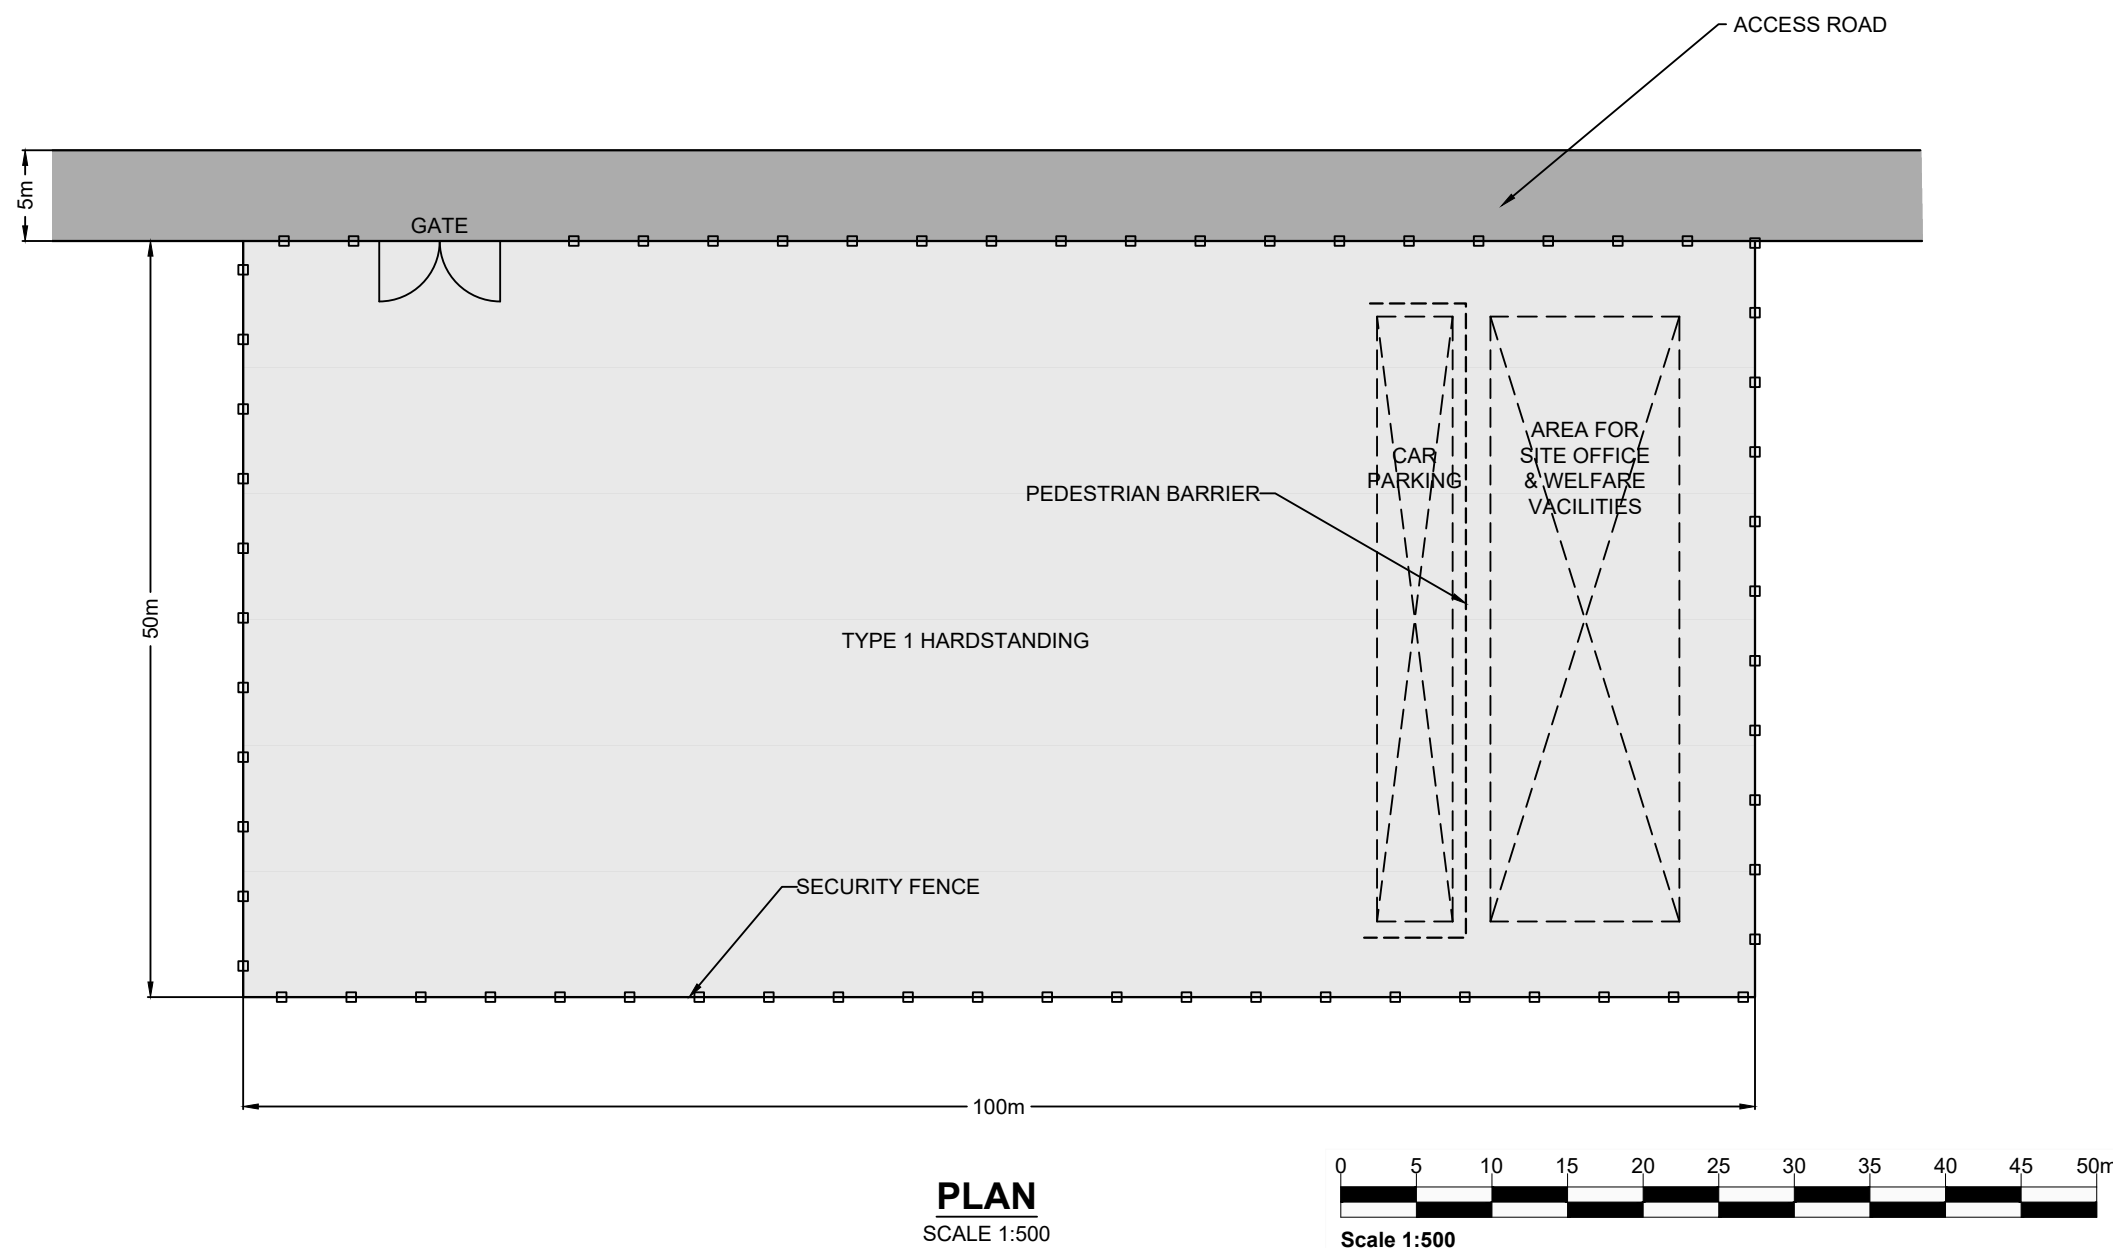 ACCESS ROAD
5m
GATE
AREA FOR
SITE OFFICE
& WELFARE
VACILITIES
CAR
PARKING
PEDESTRIAN BARRIER
50m
TYPE 1 HARDSTANDING
SECURITY FENCE
100m
0 5 10 15 20 25 30 35 40 45 50m
PLAN
SCALE 1:500
Scale 1:500